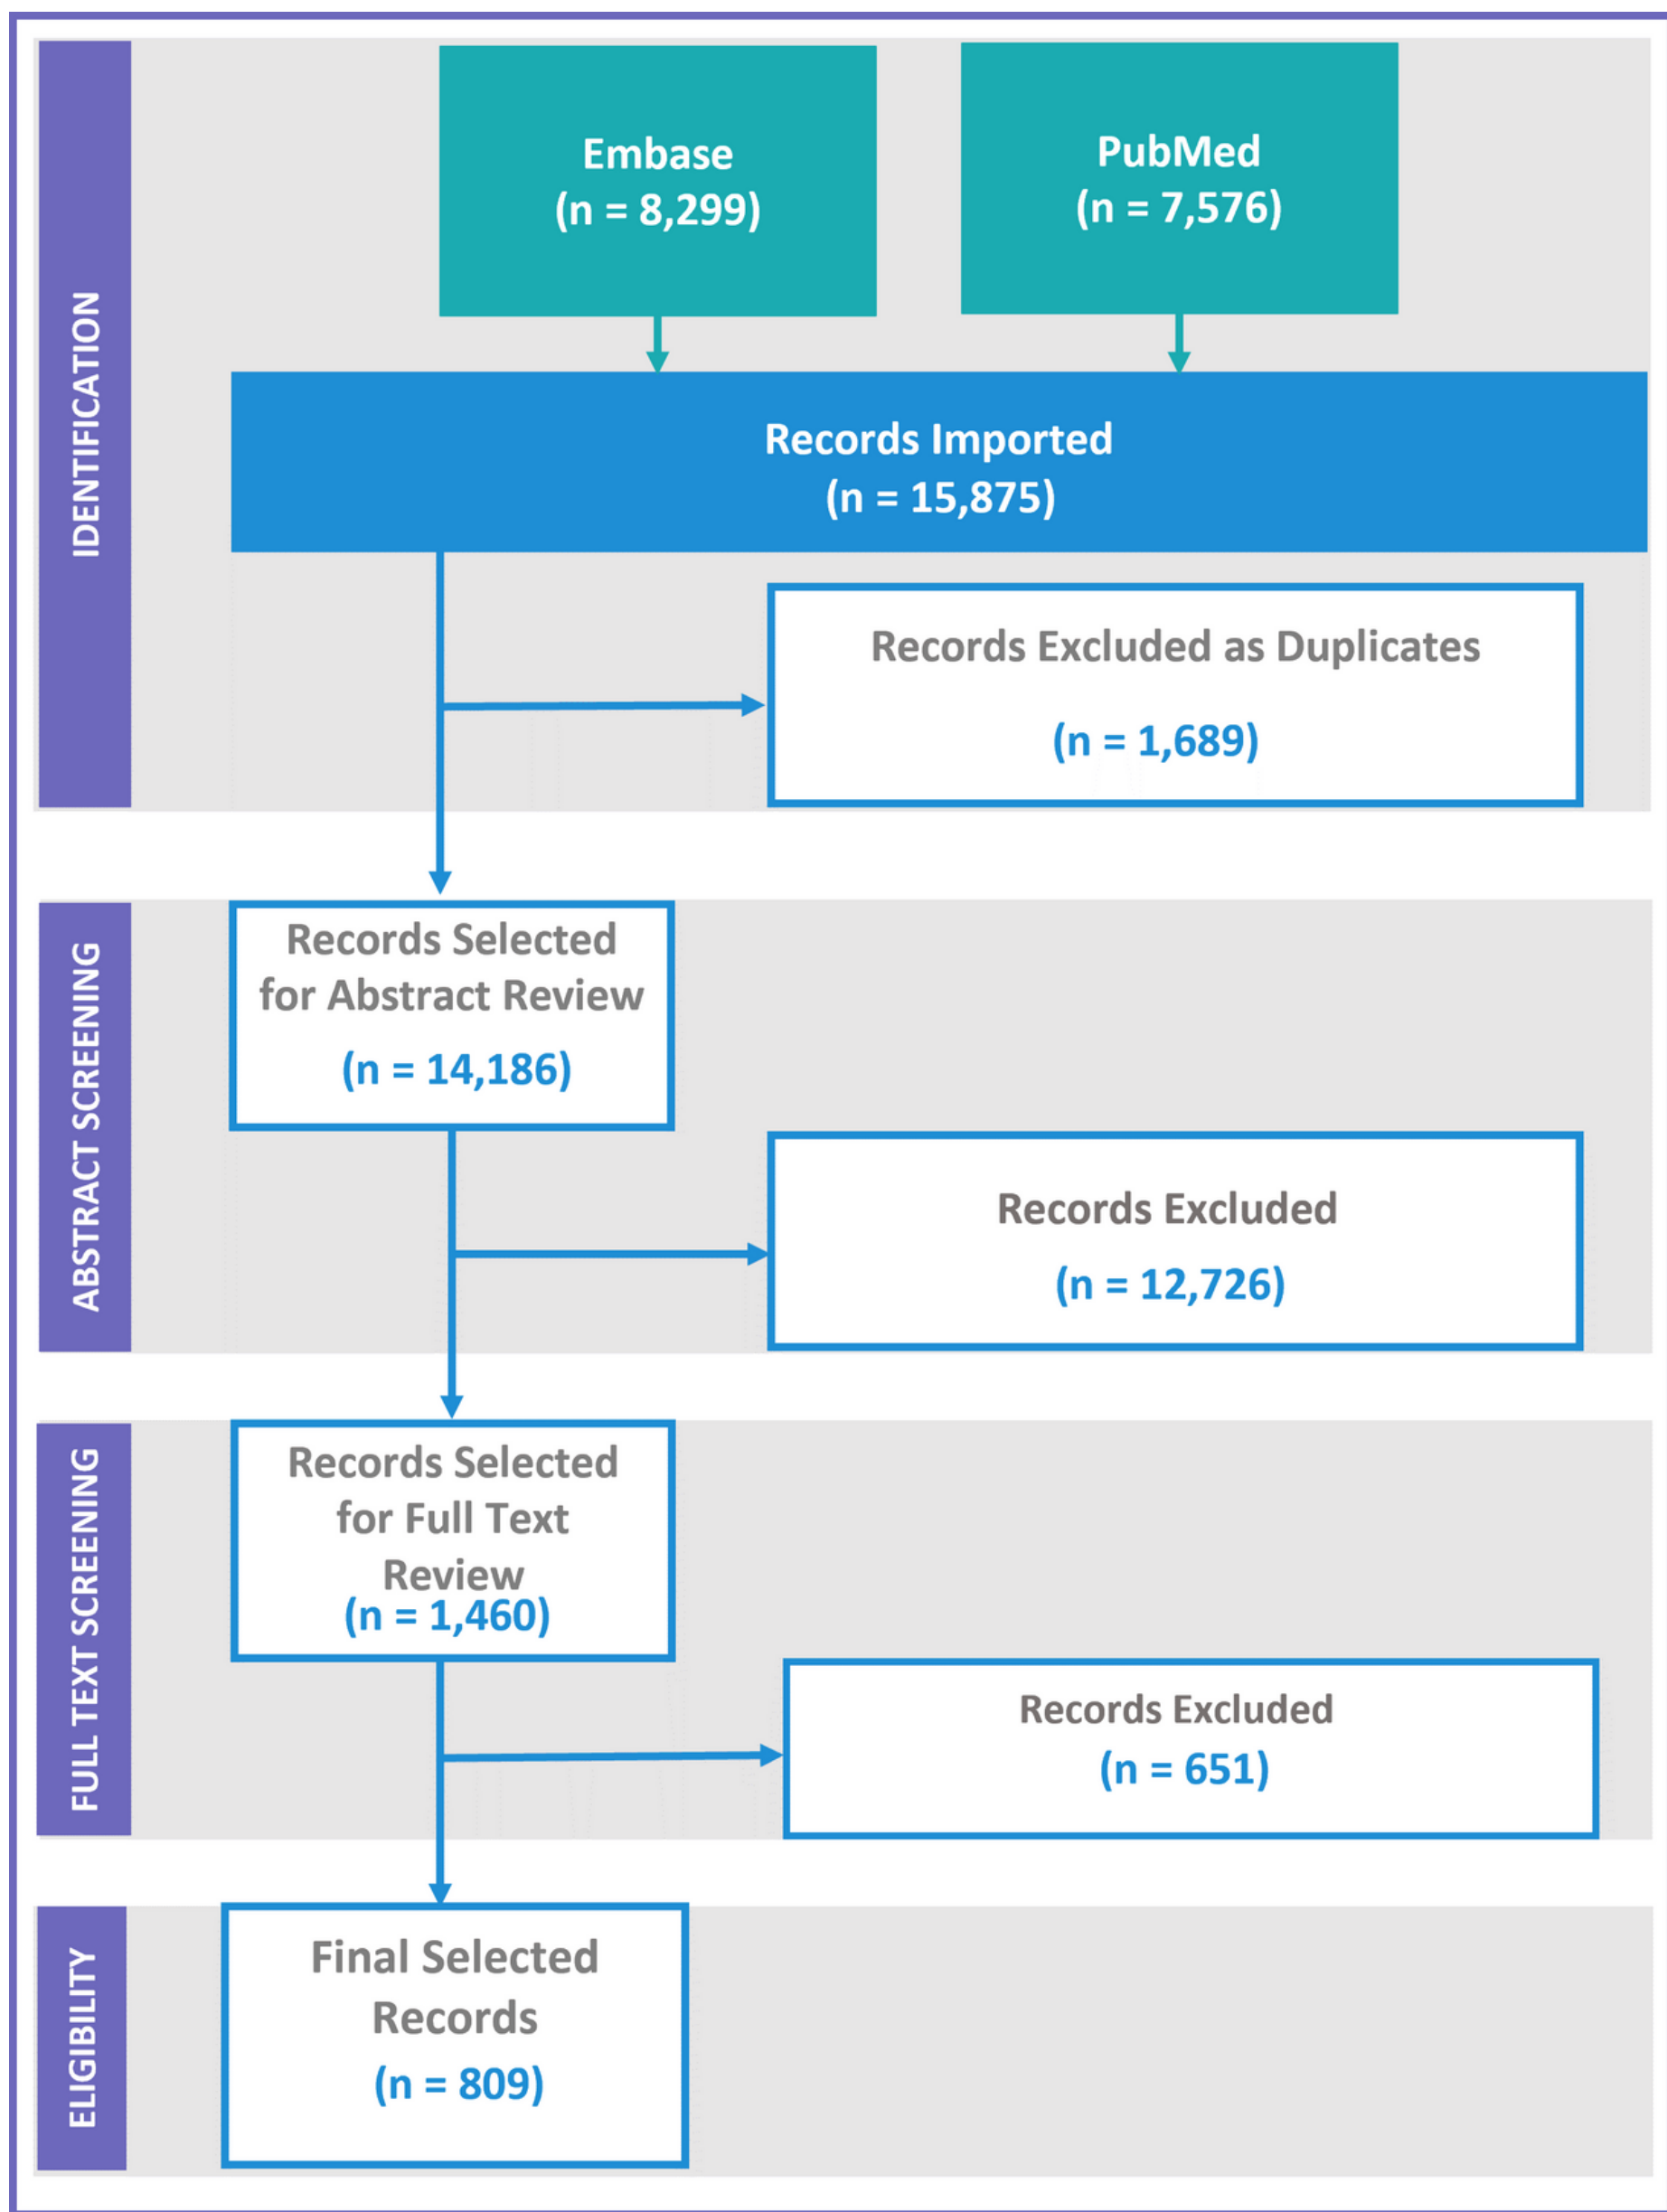 IDENTIFICATION
Embase
(n = 8,299)
PubMed
(n = 7,576)
Records Imported
(n = 15,875)
Records Excluded as Duplicates
(n = 1,689)
ABSTRACT SCREENING
Records Selected
for Abstract Review
(n = 14,186)
Records Excluded
(n = 12,726)
FULL TEXT SCREENING
Records Selected
for Full Text
Review
(n = 1,460)
Records Excluded
(n = 651)
ELIGIBILITY
Final Selected
Records
(n = 809)